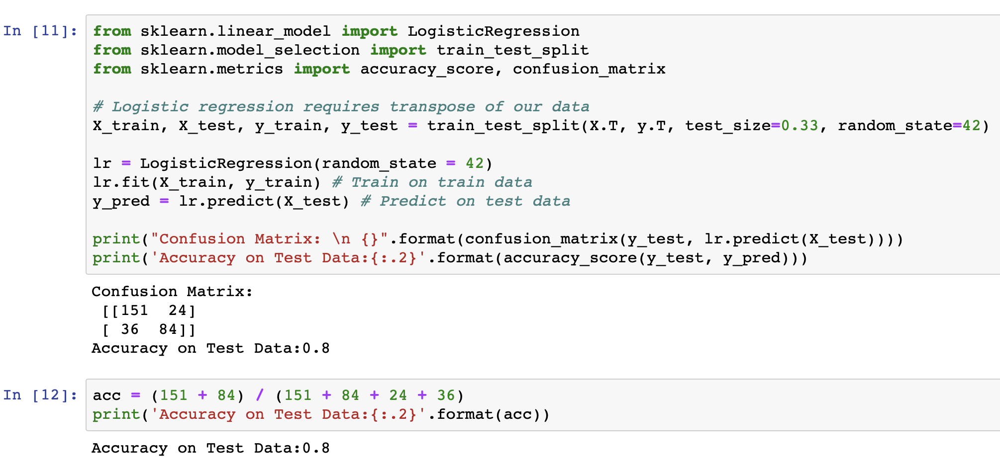 In [11]:
from sklearn.linear_model import LogisticRegression
from sklearn.model_selection import train_test_split
from sklearn.metrics import accuracy_score, confusion_matrix
# Logistic regression requires transpose of our data
X_train, X_test, y_train, y_test = train_test_split(X.T, y.T, test_size=0.33, random_state=42)
lr = LogisticRegression(random_state = 42)
lr.fit(X_train, y_train) # Train on train data
y_pred = lr.predict(X_test) # Predict on test data
print("Confusion Matrix: \n {}".format(confusion_matrix(y_test, lr.predict(X_test))))
print('Accuracy on Test Data:{:.2}'.format(accuracy_score(y_test, y_pred)))
Confusion Matrix:
[[151  24]
[ 36  84]]
Accuracy on Test Data:0.8
In [12]:
acc = (151 + 84) / (151 + 84 + 24 + 36)
print('Accuracy on Test Data:{:.2}'.format(acc))
Accuracy on Test Data:0.8